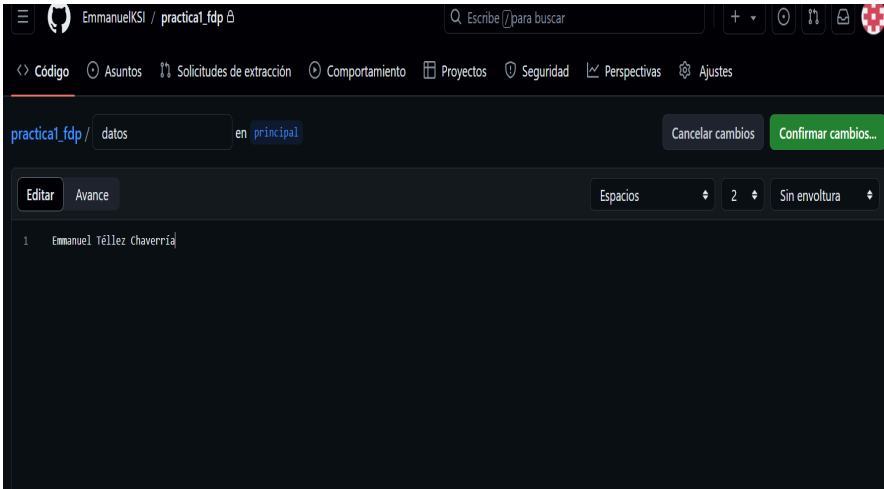 EmmanuelKSI / practica1_fdp
Escribe / para buscar
Código Asuntos Solicitudes de extracción Comportamiento Proyectos Seguridad Perspectivas Ajustes
practica1_fdp / datos en principal
Cancelar cambios Confirmar cambios...
Editar Avance
Espacios 2 Sin envoltura
1 Emmanuel Téllez Chaverría